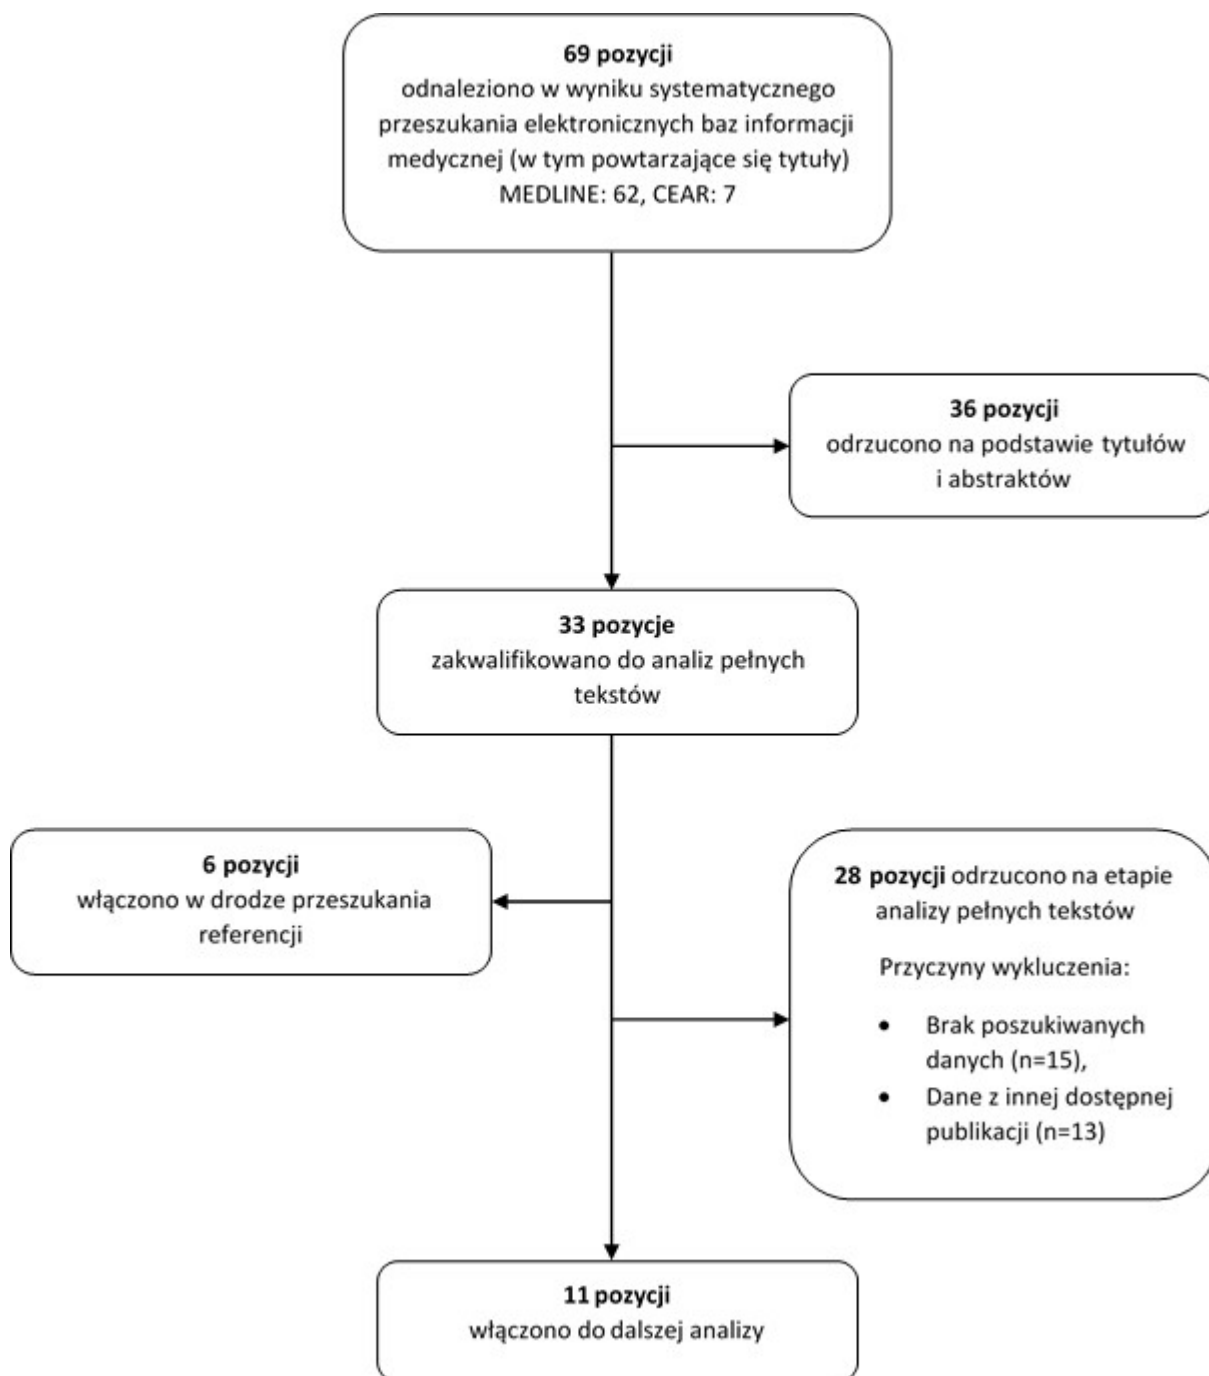 69 pozycji
odnaleziono w wyniku systematycznego
przeszukania elektronicznych baz informacji
medycznej (w tym powtarzające się tytuły)
MEDLINE: 62, CEAR: 7
36 pozycji
odrzucono na podstawie tytułów
i abstraktów
33 pozycje
zakwalifikowano do analiz pełnych
tekstów
6 pozycji
włączono w drodze przeszukania
referencji
28 pozycji odrzucono na etapie
analizy pełnych tekstów
Przyczyny wykluczenia:
• Brak poszukiwanych
danych (n=15),
• Dane z innej dostępnej
publikacji (n=13)
11 pozycji
włączono do dalszej analizy